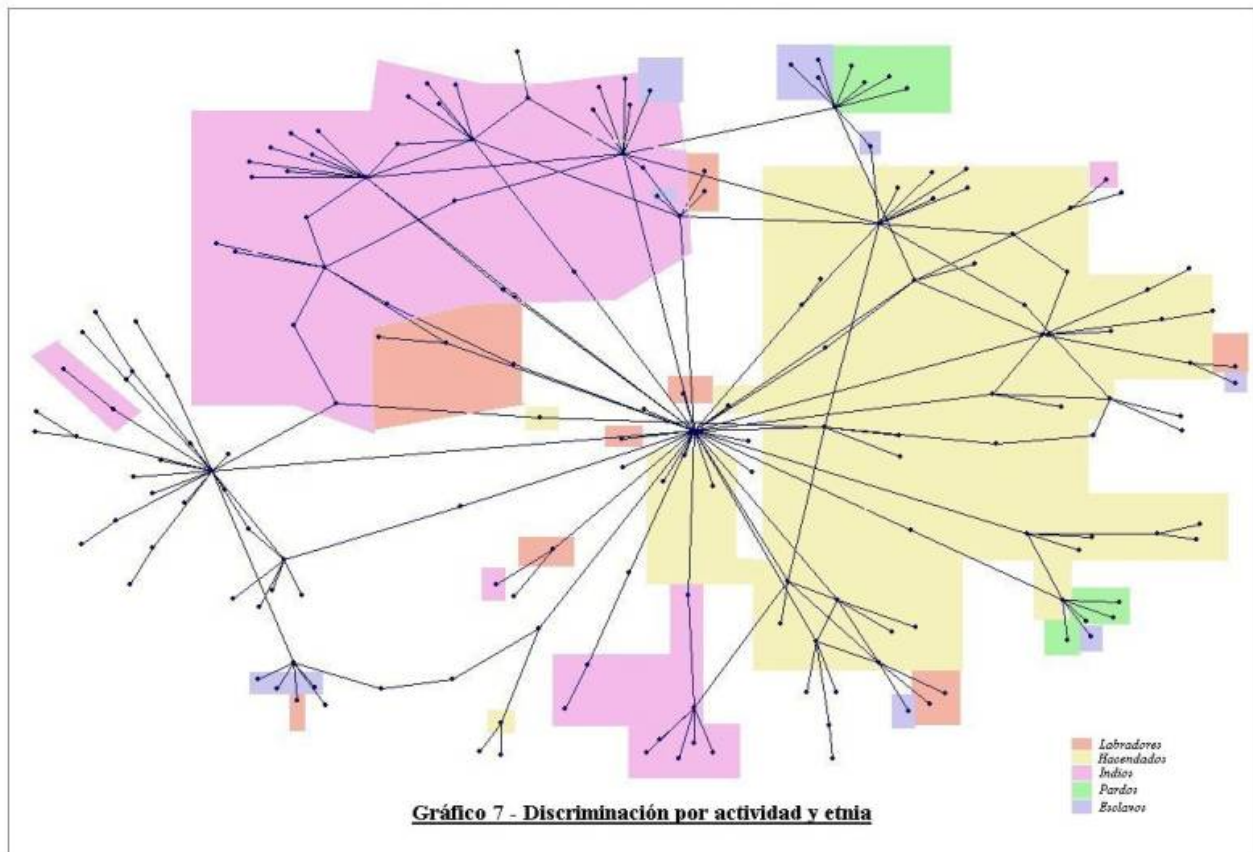 Labradores
Hacendados
Indios
Pardos
Esclavos
Gráfico 7 - Discriminación por actividad y etnia